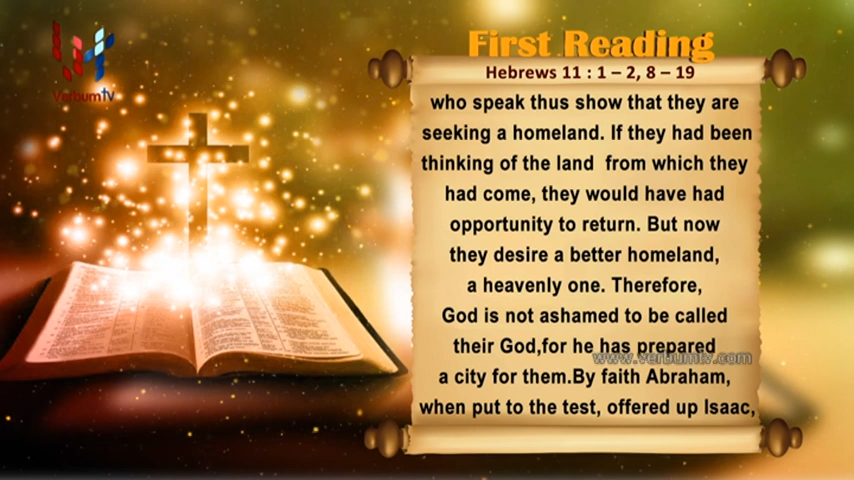 VerbumTV
First Reading
Hebrews 11 : 1 – 2, 8 – 19
who speak thus show that they are
seeking a homeland. If they had been
thinking of the land from which they
had come, they would have had
opportunity to return. But now
they desire a better homeland,
a heavenly one. Therefore,
God is not ashamed to be called
their God,for he has prepared
www.verbumtv.com
a city for them.By faith Abraham,
when put to the test, offered up Isaac,